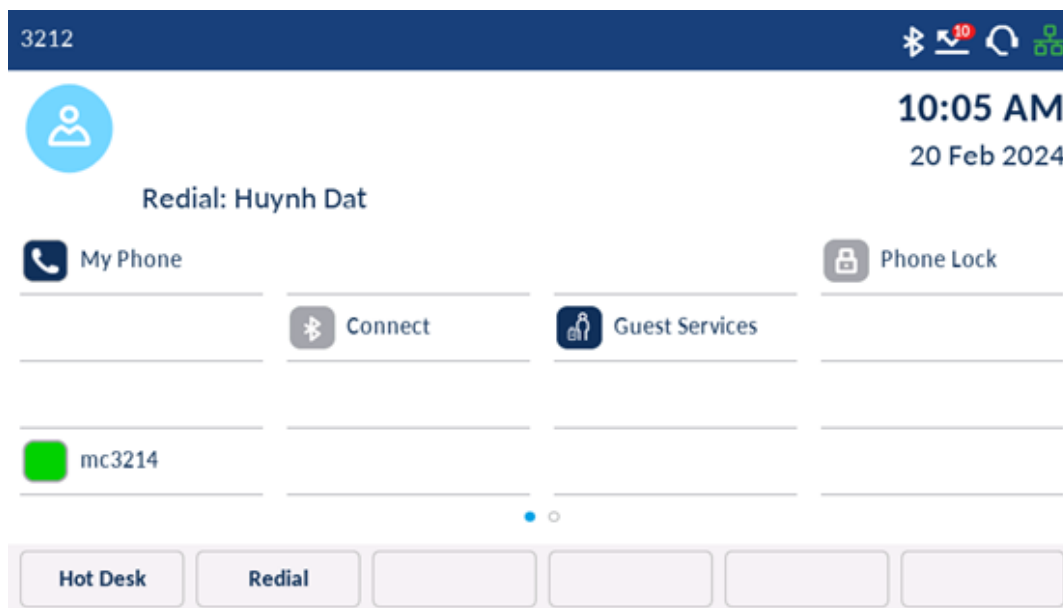 3212
10
10:05 AM
20 Feb 2024
Redial: Huynh Dat
My Phone
Phone Lock
Connect
Guest Services
mc3214
Hot Desk
Redial